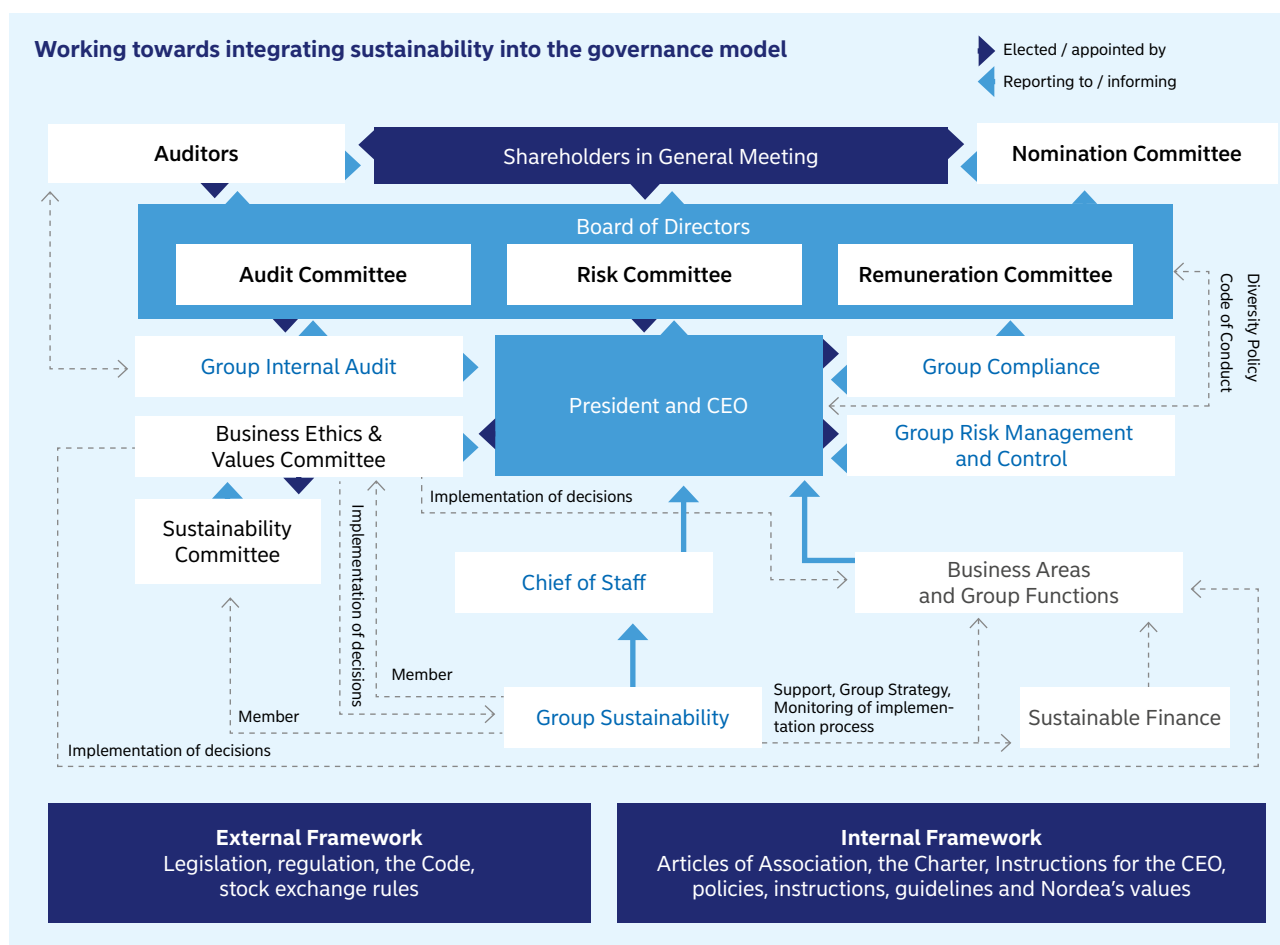 Working towards integrating sustainability into the governance model
Elected / appointed by
Reporting to / informing
Auditors
Shareholders in General Meeting
Nomination Committee
Board of Directors
Audit Committee
Risk Committee
Remuneration Committee
Diversity Policy
Code of Conduct
Group Internal Audit
President and CEO
Group Compliance
Business Ethics &
Values Committee
Group Risk Management
and Control
Implementation of decisions
Sustainability
Committee
Implementation of decisions
Chief of Staff
Business Areas
and Group Functions
Member
Member
Group Sustainability
Support, Group Strategy,
Monitoring of implemen-
tation process
Sustainable Finance
Implementation of decisions
External Framework
Legislation, regulation, the Code,
stock exchange rules
Internal Framework
Articles of Association, the Charter, Instructions for the CEO,
policies, instructions, guidelines and Nordea's values